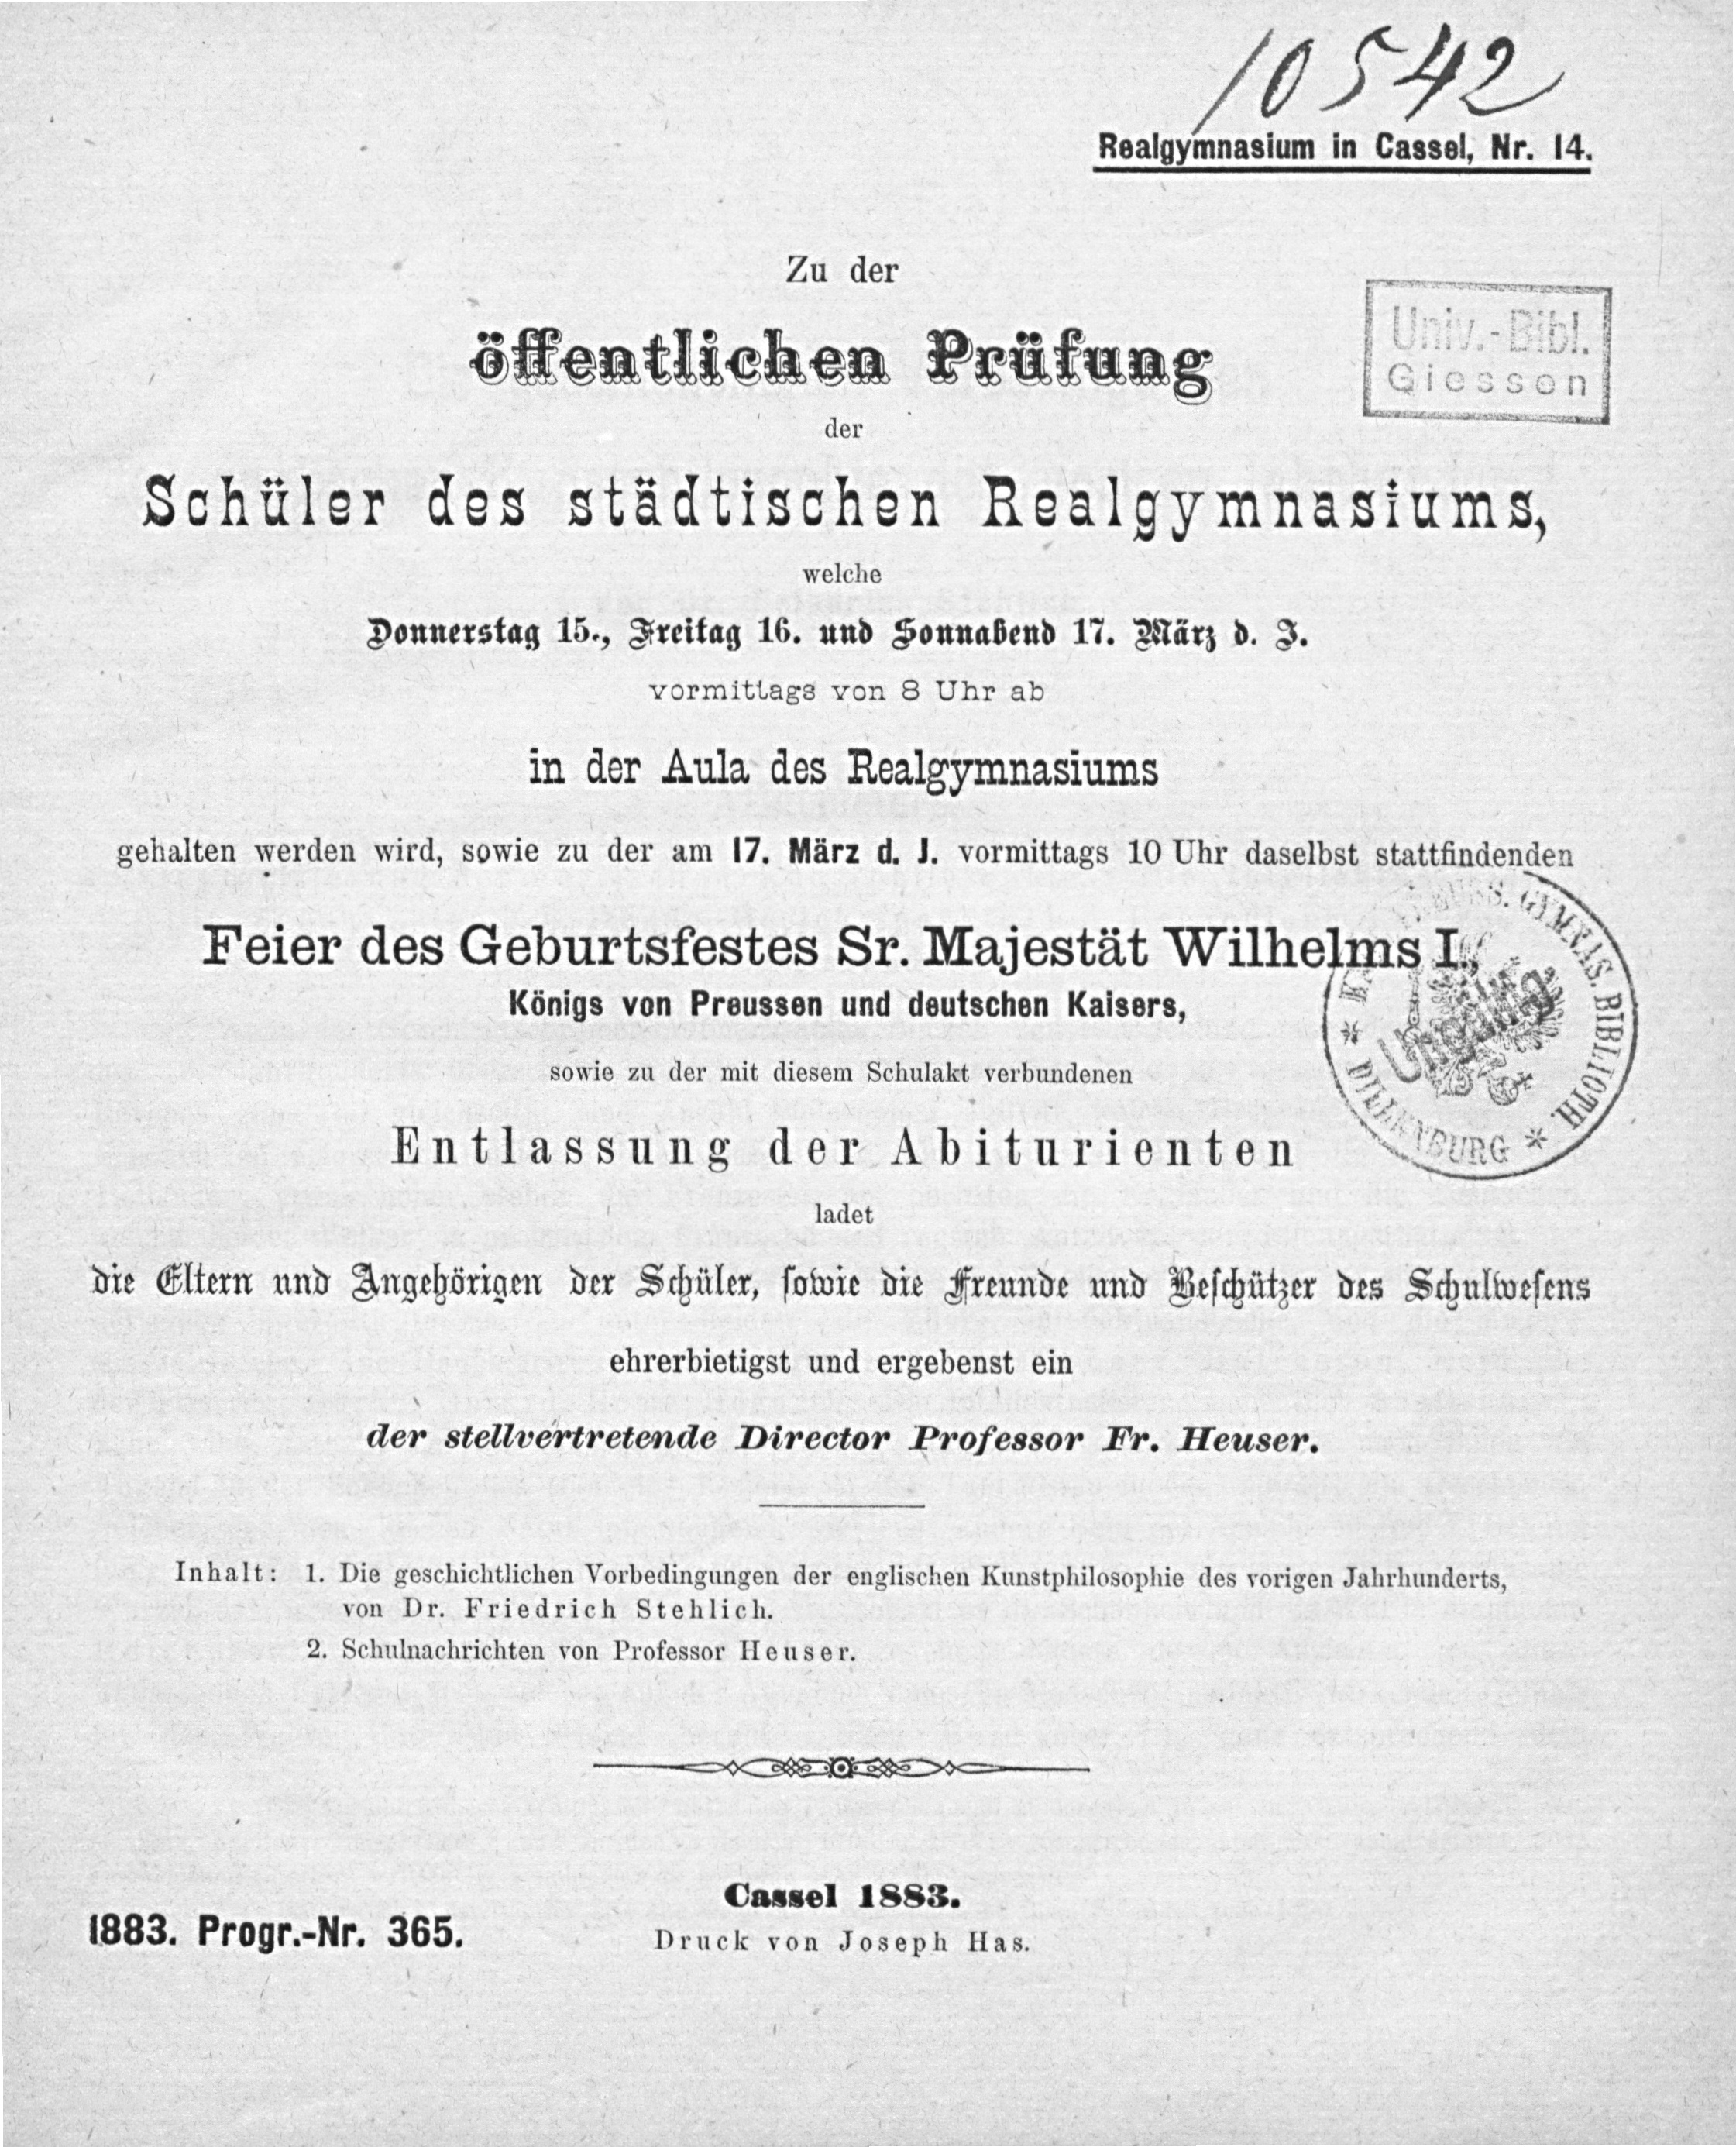 10542
Realgymnasium in Cassel, Nr. 14.
Zu der
öffentlichen Prüfung
Univ.-Bibl.
Giessen
der
Schüler des städtischen Realgymnasiums,
welche
Donnerstag 15., Freitag 16. und Sonnabend 17. März d. J.
vormittags von 8 Uhr ab
in der Aula des Realgymnasiums
gehalten werden wird, sowie zu der am 17. März d. J. vormittags 10 Uhr daselbst stattfindenden
Feier des Geburtsfestes Sr. Majestät Wilhelms I.,
Königs von Preussen und deutschen Kaisers,
GYMNAS. BIBLIOTH.
* DILLENBURG *
Ungültig
sowie zu der mit diesem Schulakt verbundenen
Entlassung der Abiturienten
ladet
die Eltern und Angehörigen der Schüler, sowie die Freunde und Beschützer des Schulwesens
ehrerbietigst und ergebenst ein
der stellvertretende Director Professor Fr. Heuser.
Inhalt: 1. Die geschichtlichen Vorbedingungen der englischen Kunstphilosophie des vorigen Jahrhunderts,
von Dr. Friedrich Stehlich.
2. Schulnachrichten von Professor Heuser.
Cassel 1883.
1883. Progr.-Nr. 365.
Druck von Joseph Has.